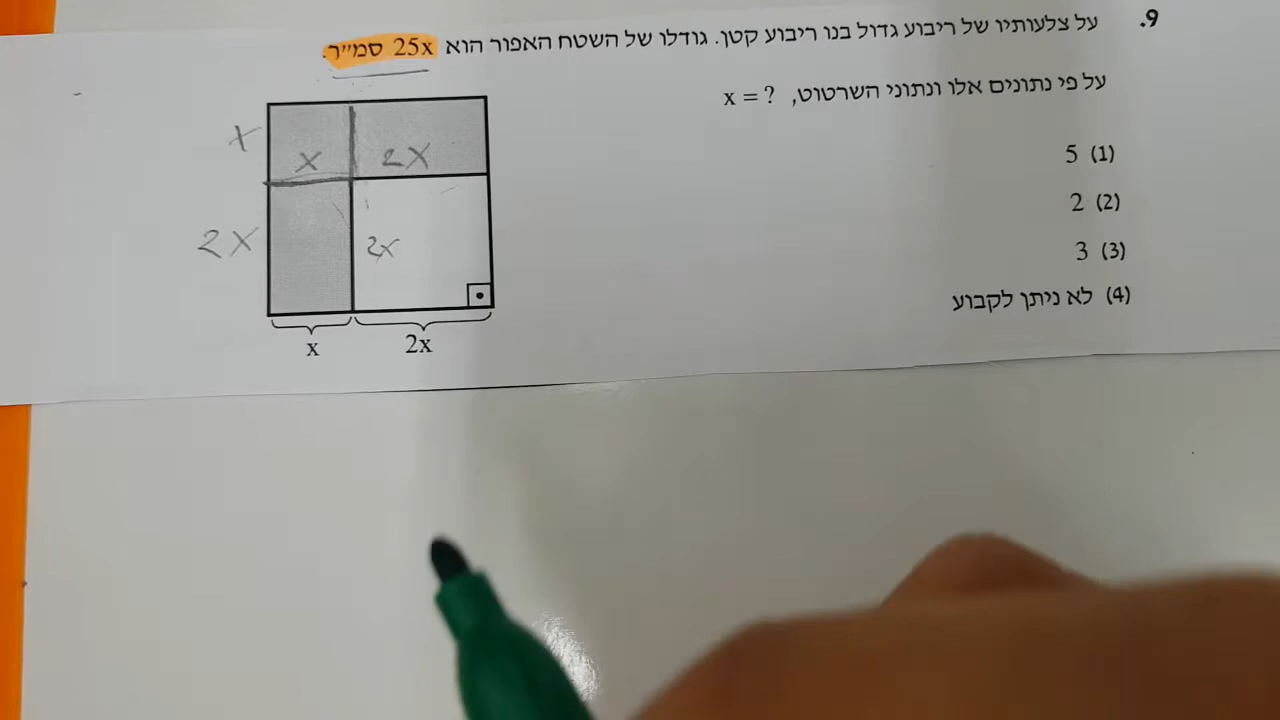 9. על צלעותיו של ריבוע גדול בנו ריבוע קטן. גודלו של השטח האפור הוא 25x סמ״ר.
על פי נתונים אלו ונתוני השרטוט, x = ?
(1) 5
(2) 2
(3) 3
(4) לא ניתן לקבוע
x
x 2x
2x
2x
x 2x